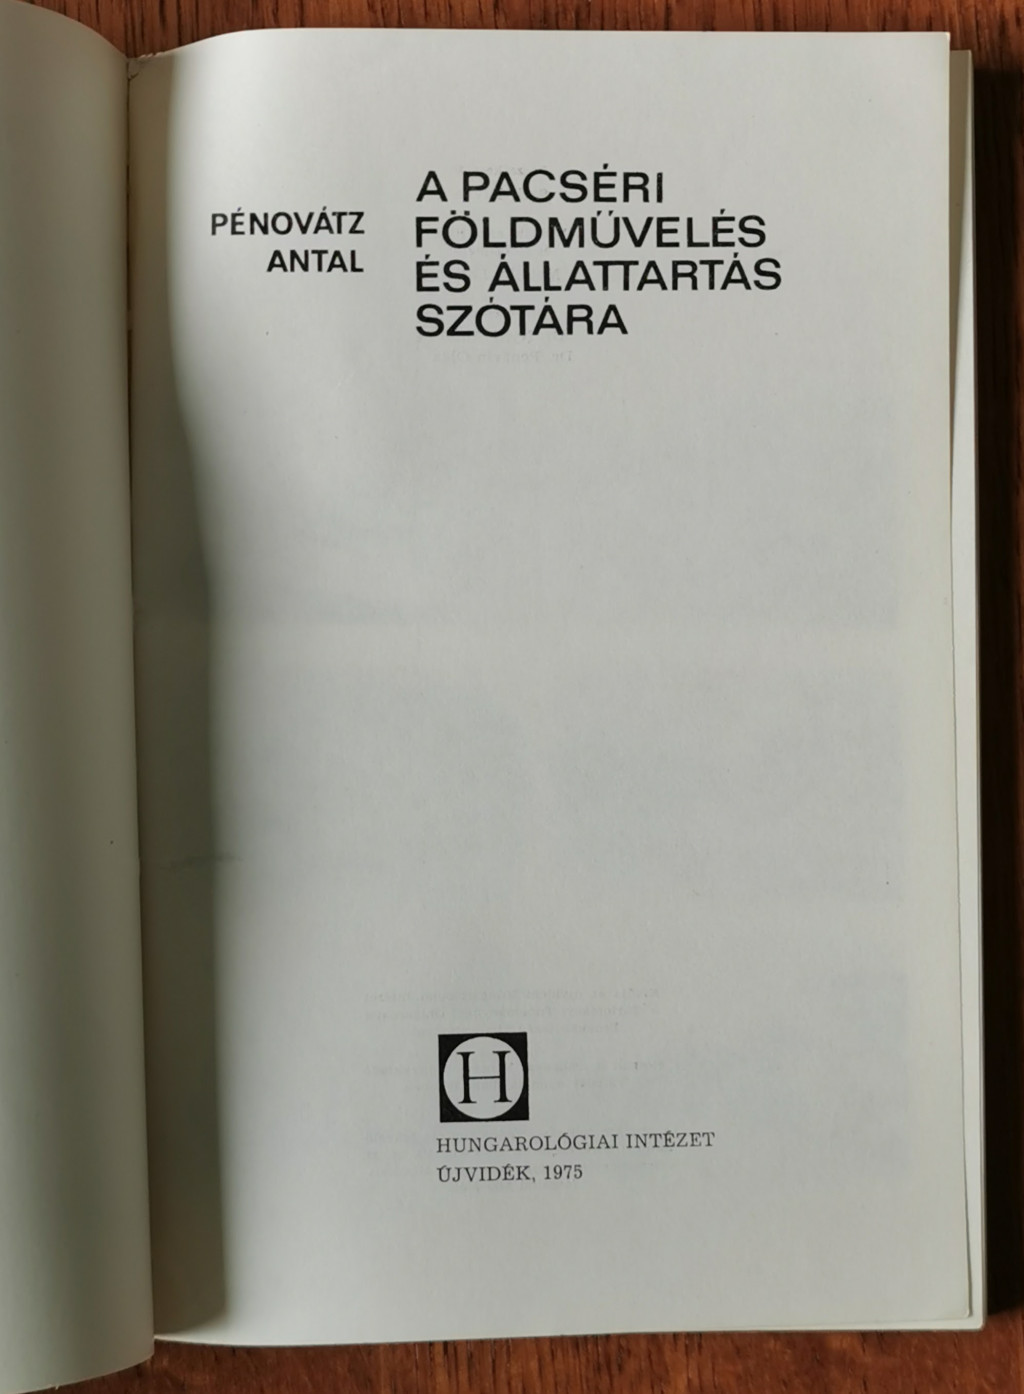 PÉNOVÁTZ
ANTAL
A PACSÉRI
FÖLDMŰVELÉS
ÉS ÁLLATTARTÁS
SZÓTÁRA
H
HUNGAROLÓGIAI INTÉZET
ÚJVIDÉK, 1975